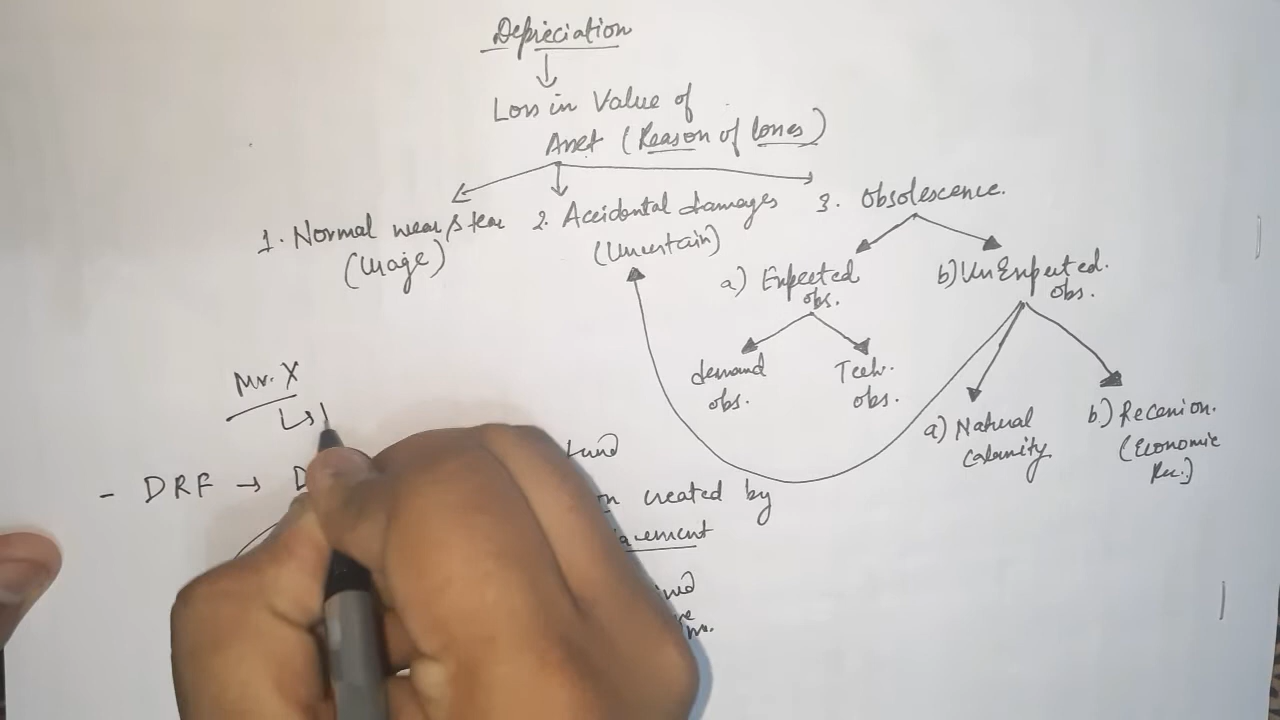 Depreciation
Loss in Value of
Asset (Reason of losses)
1. Normal wear & tear
(Usage)
2. Accidental damages
(Uncertain)
3. Obsolescence.
a) Expected
obs.
b) UnExpected.
obs.
demand
obs.
Tech.
obs.
a) Natural
Calamity
b) Recession.
(Economic
Rec.)
Mr. X
- DRF → D
fund
created by